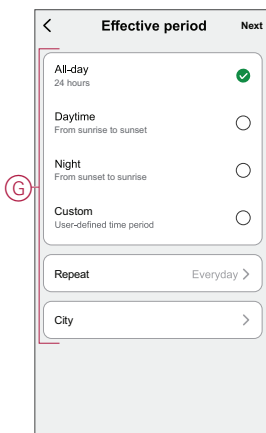 Effective period Next
All-day
24 hours
Daytime
From sunrise to sunset
Night
From sunset to sunrise
G
Custom
User-defined time period
Repeat Everyday
City